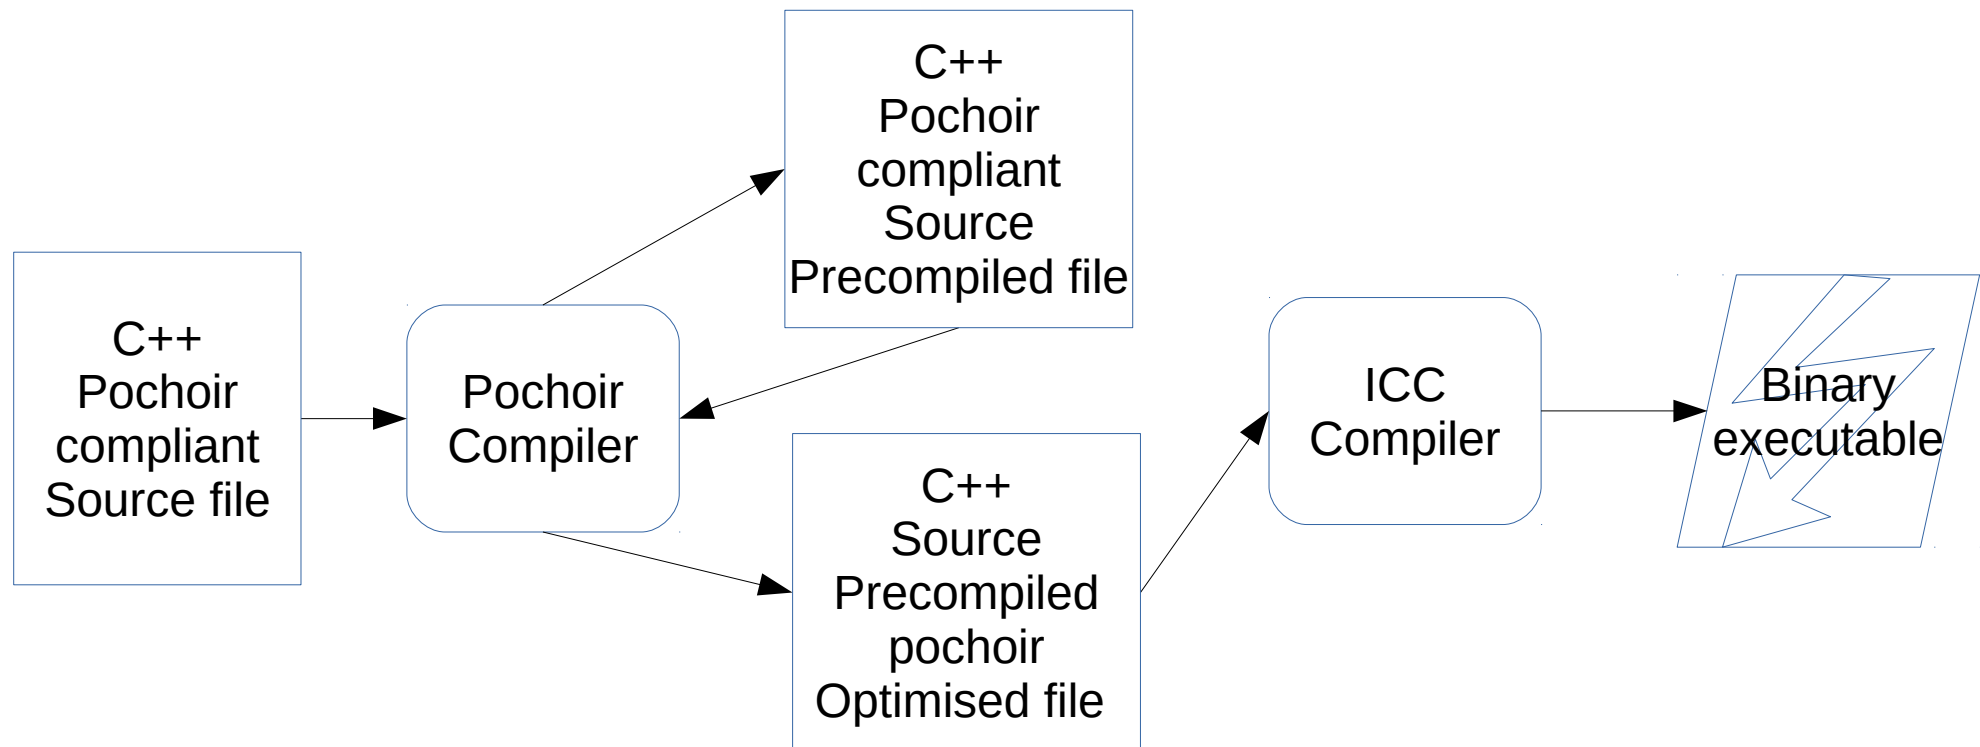 C++
Pochoir
compliant
Source file
Pochoir
Compiler
C++
Pochoir
compliant
Source
Precompiled file
C++
Source
Precompiled
pochoir
Optimised file
ICC
Compiler
Binary
executable